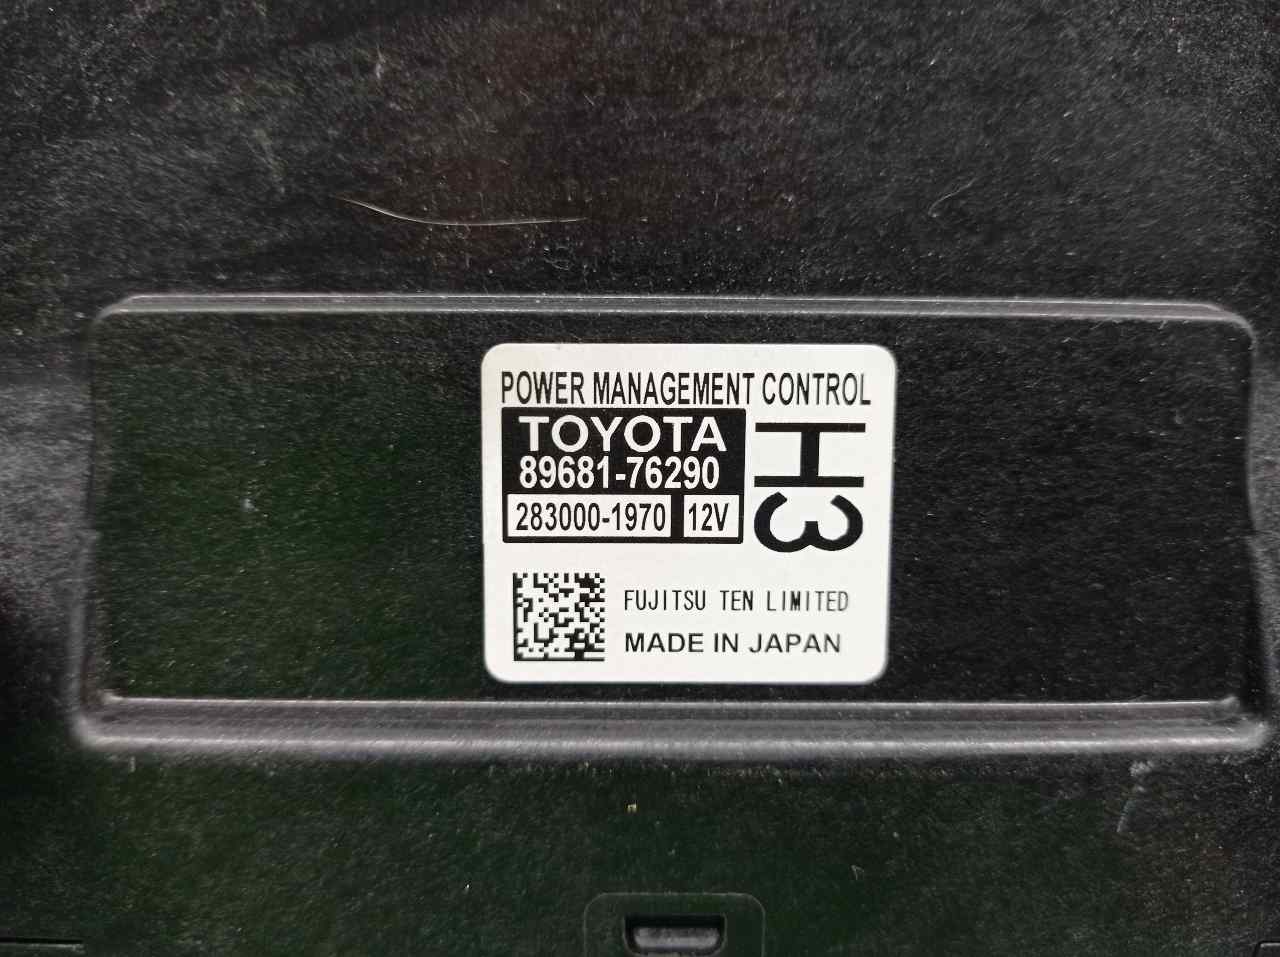 POWER MANAGEMENT CONTROL
TOYOTA
89681-76290
283000-1970 12V
H3
FUJITSU TEN LIMITED
MADE IN JAPAN